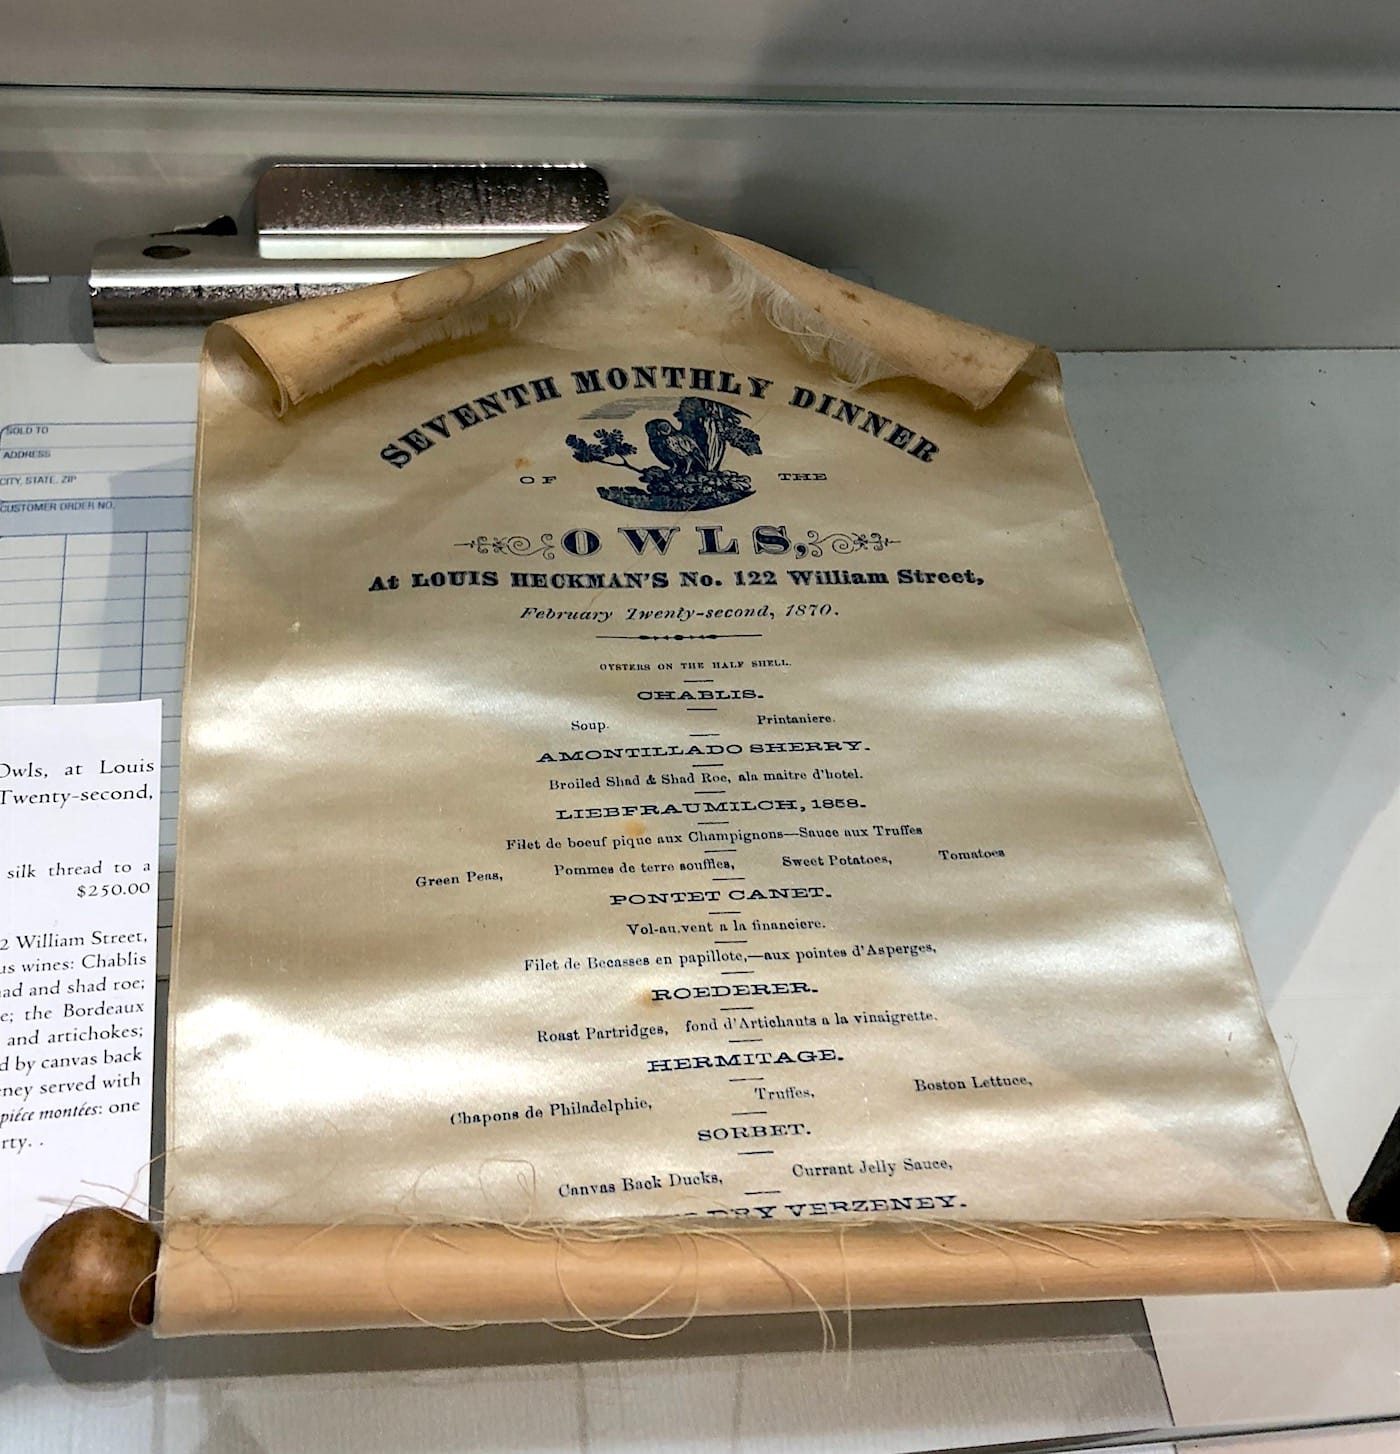 SEVENTH MONTHLY DINNER
OF THE
OWLS,
At LOUIS HECKMAN'S No. 122 William Street,
February Twenty-second, 1870.
OYSTERS ON THE HALF SHELL.
CHABLIS.
Soup. Printaniere.
AMONTILLADO SHERRY.
Broiled Shad & Shad Roe, ala maitre d'hotel.
LIEBFRAUMILCH, 1858.
Filet de boeuf pique aux Champignons—Sauce aux Truffes
Green Peas, Pommes de terre souffles, Sweet Potatoes, Tomatoes
PONTET CANET.
Vol-au.vent a la financiere.
Filet de Becasses en papillote,—aux pointes d'Asperges,
ROEDERER.
Roast Partridges, fond d'Artichauts a la vinaigrette.
HERMITAGE.
Chapons de Philadelphie, Truffes, Boston Lettuce,
SORBET.
Canvas Back Ducks, Currant Jelly Sauce,
DRY VERZENEY.
SOLD TO
ADDRESS
CITY, STATE, ZIP
CUSTOMER ORDER NO.
Owls, at Louis
Twenty-second,
silk thread to a
$250.00
2 William Street,
us wines: Chablis
ad and shad roe;
e; the Bordeaux
and artichokes;
d by canvas back
ney served with
piéce montées: one
rty. .